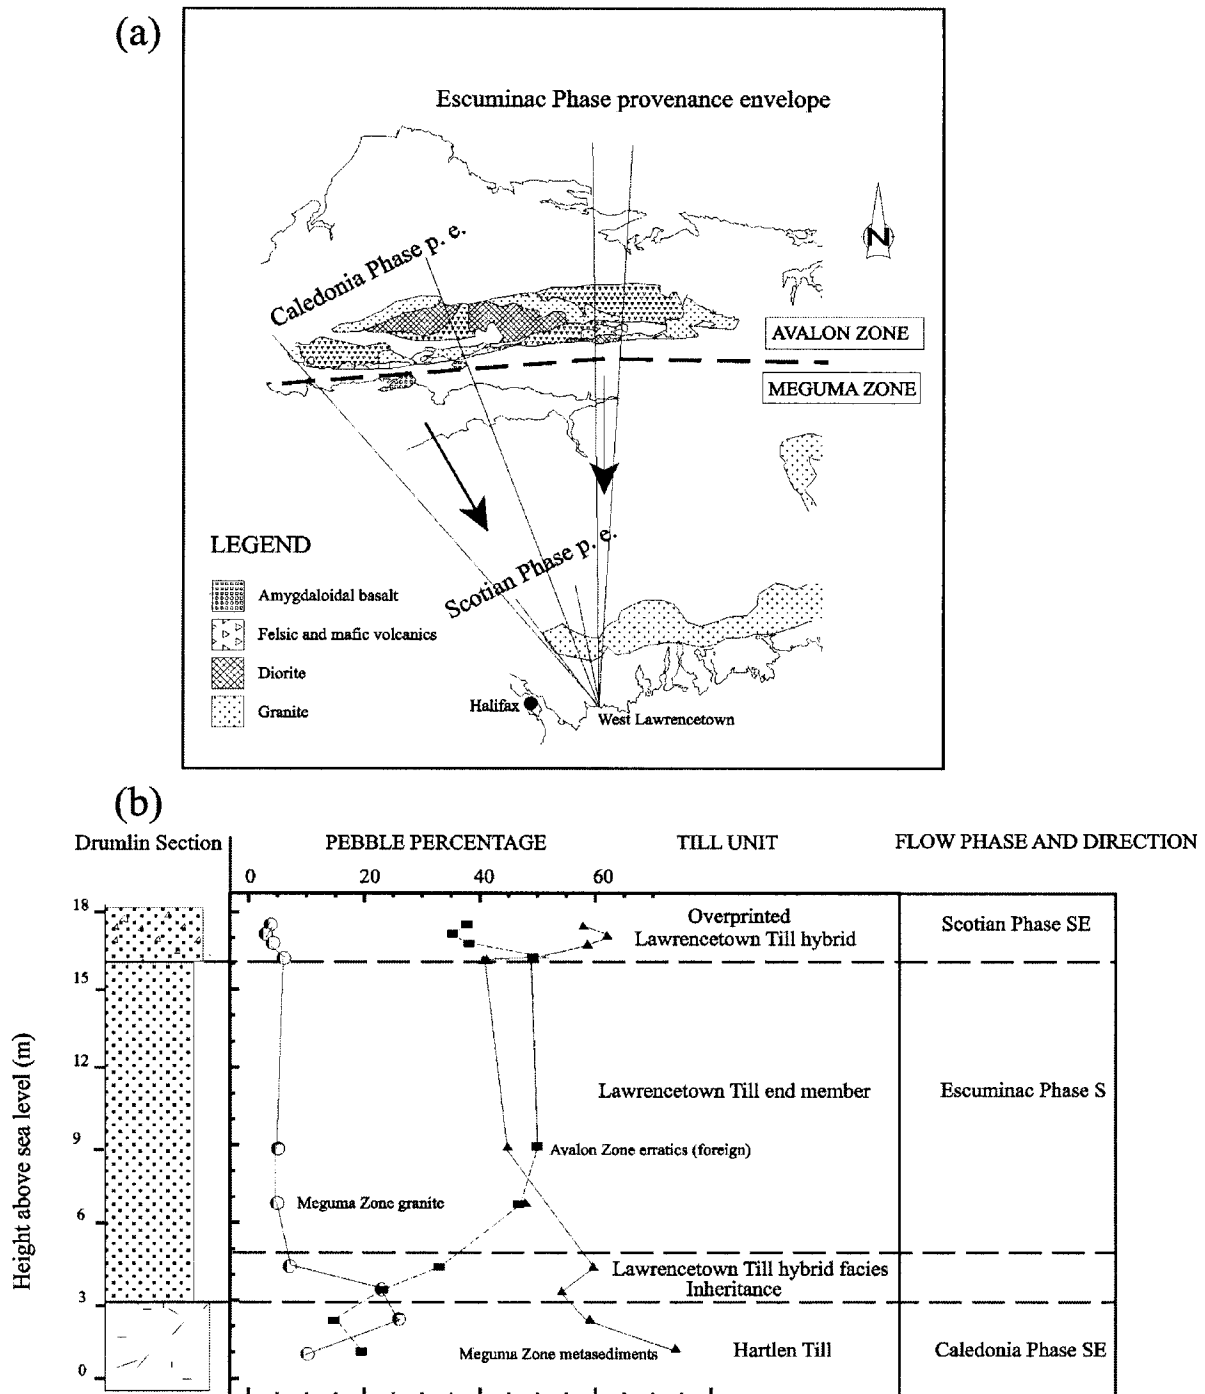 (a)
Escuminac Phase provenance envelope
Caledonia Phase p. e.
N
AVALON ZONE
MEGUMA ZONE
Scotian Phase p. e.
LEGEND
Amygdaloidal basalt
Felsic and mafic volcanics
Diorite
Granite
Halifax
West Lawrencetown
(b)
Drumlin Section
PEBBLE PERCENTAGE
TILL UNIT
FLOW PHASE AND DIRECTION
0 20 40 60
18
Overprinted
Lawrencetown Till hybrid
Scotian Phase SE
15
12
Lawrencetown Till end member
Escuminac Phase S
9
Avalon Zone erratics (foreign)
Meguma Zone granite
6
Lawrencetown Till hybrid facies
Inheritance
3
Meguma Zone metasediments
Hartlen Till
Caledonia Phase SE
0
Height above sea level (m)